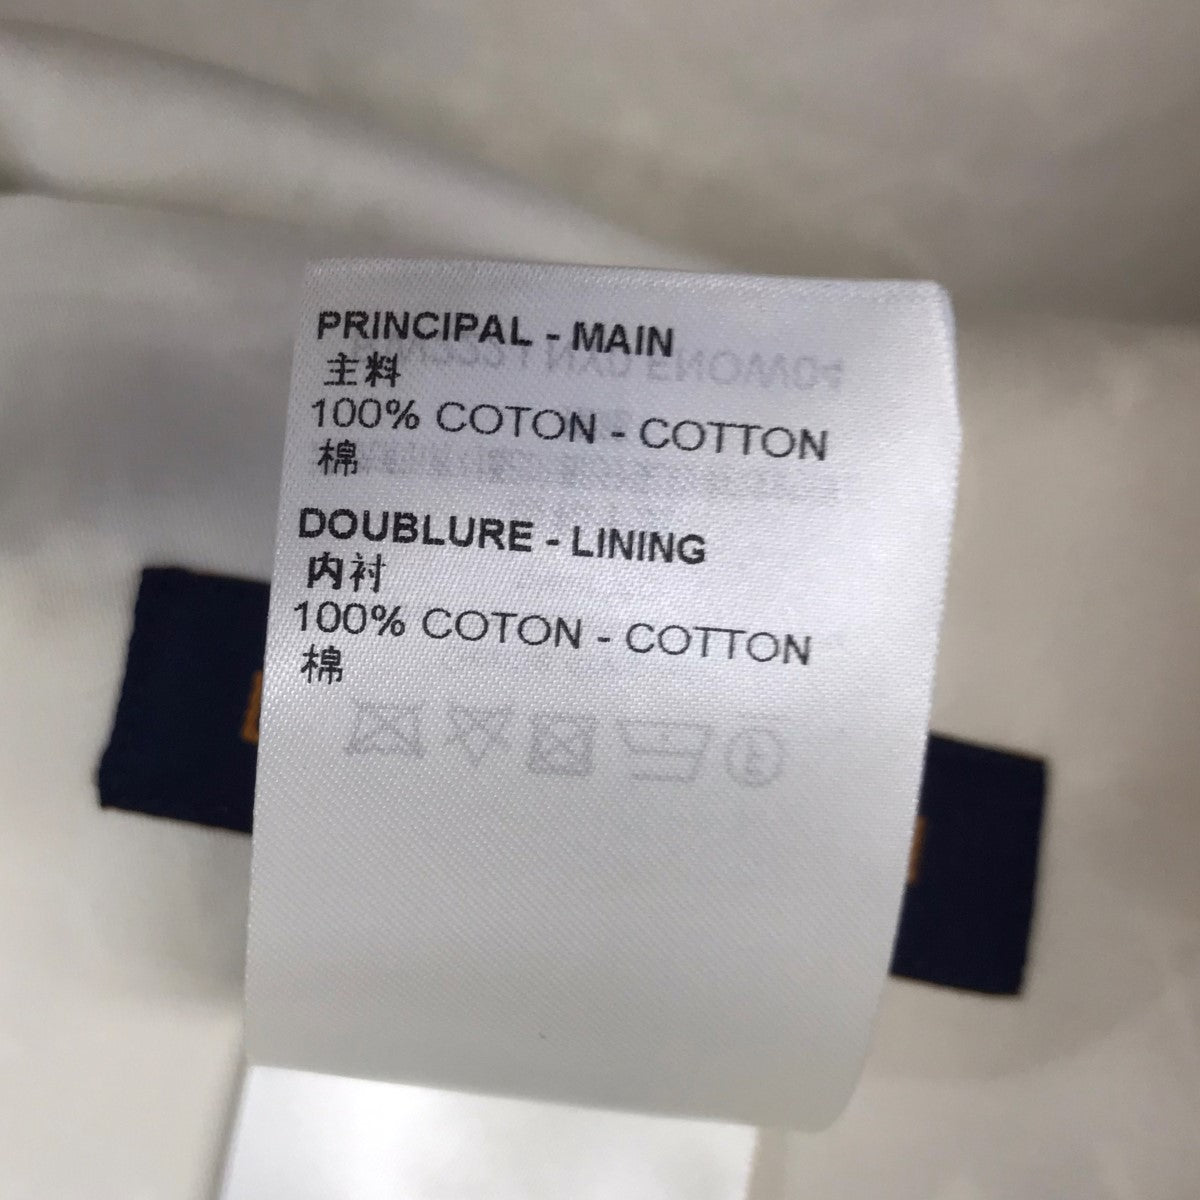 PRINCIPAL - MAIN
主料
100% COTON - COTTON
棉
DOUBLURE - LINING
内衬
100% COTON - COTTON
棉